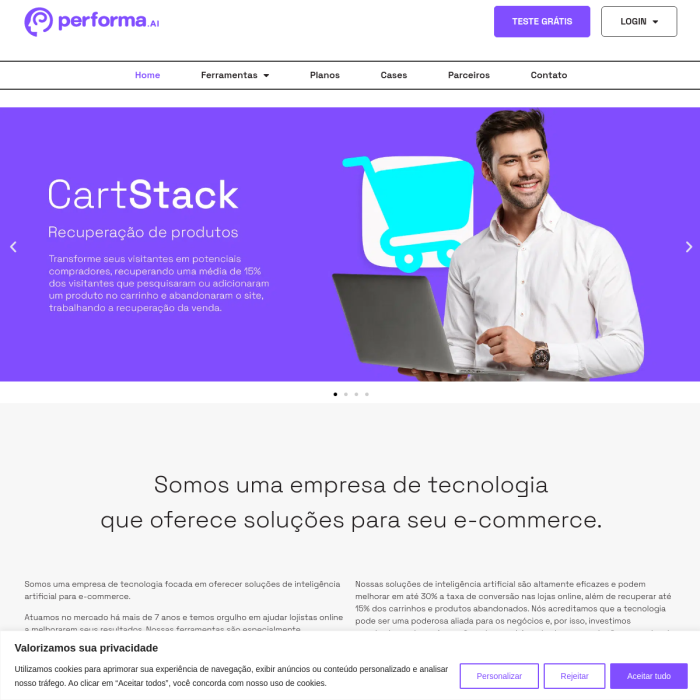 performa.AI
TESTE GRÁTIS
LOGIN
Home
Ferramentas
Planos
Cases
Parceiros
Contato
CartStack
Recuperação de produtos
Transforme seus visitantes em potenciais
compradores, recuperando uma média de 15%
dos visitantes que pesquisaram ou adicionaram
um produto no carrinho e abandonaram o site,
trabalhando a recuperação da venda.
Somos uma empresa de tecnologia
que oferece soluções para seu e-commerce.
Somos uma empresa de tecnologia focada em oferecer soluções de inteligência
artificial para e-commerce.
Atuamos no mercado há mais de 7 anos e temos orgulho em ajudar lojistas online
a melhorarem seus resultados. Nossas ferramentas são especialmente
Nossas soluções de inteligência artificial são altamente eficazes e podem
melhorar em até 30% a taxa de conversão nas lojas online, além de recuperar até
15% dos carrinhos e produtos abandonados. Nós acreditamos que a tecnologia
pode ser uma poderosa aliada para os negócios e, por isso, investimos
Valorizamos sua privacidade
Utilizamos cookies para aprimorar sua experiência de navegação, exibir anúncios ou conteúdo personalizado e analisar
nosso tráfego. Ao clicar em “Aceitar todos”, você concorda com nosso uso de cookies.
Personalizar
Rejeitar
Aceitar tudo